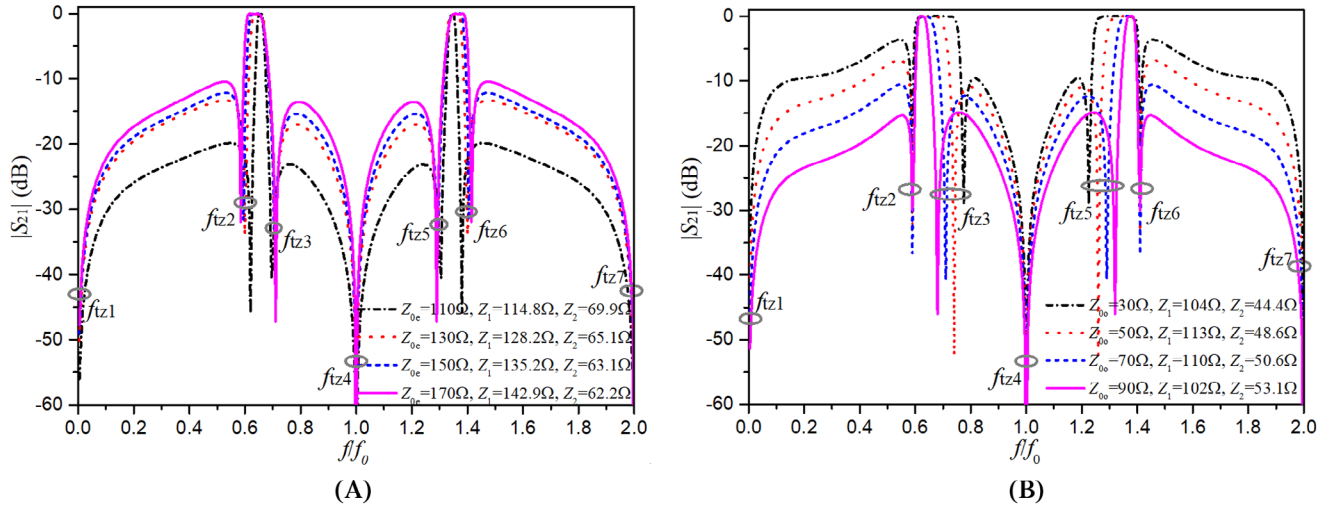 |S21| (dB)
0
-10
-20
-30
-40
-50
-60
ftz1
ftz2
ftz3
ftz4
ftz5
ftz6
ftz7
Z0e=110Ω, Z1=114.8Ω, Z2=69.9Ω
Z0e=130Ω, Z1=128.2Ω, Z2=65.1Ω
Z0e=150Ω, Z1=135.2Ω, Z2=63.1Ω
Z0e=170Ω, Z1=142.9Ω, Z2=62.2Ω
0.0 0.2 0.4 0.6 0.8 1.0 1.2 1.4 1.6 1.8 2.0
f/f0
(A)
|S21| (dB)
0
-10
-20
-30
-40
-50
-60
ftz1
ftz2
ftz3
ftz4
ftz5
ftz6
ftz7
Z0o=30Ω, Z1=104Ω, Z2=44.4Ω
Z0o=50Ω, Z1=113Ω, Z2=48.6Ω
Z0o=70Ω, Z1=110Ω, Z2=50.6Ω
Z0o=90Ω, Z1=102Ω, Z2=53.1Ω
0.0 0.2 0.4 0.6 0.8 1.0 1.2 1.4 1.6 1.8 2.0
f/f0
(B)